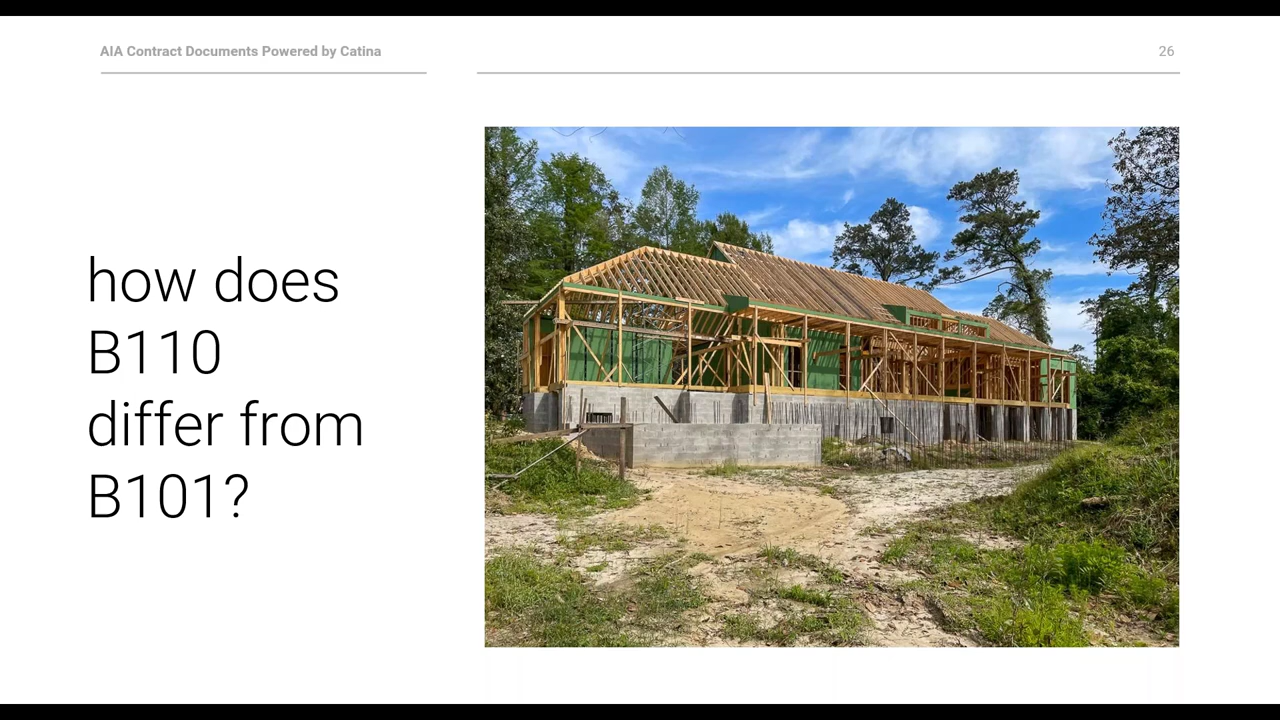 AIA Contract Documents Powered by Catina
26
how does
B110
differ from
B101?